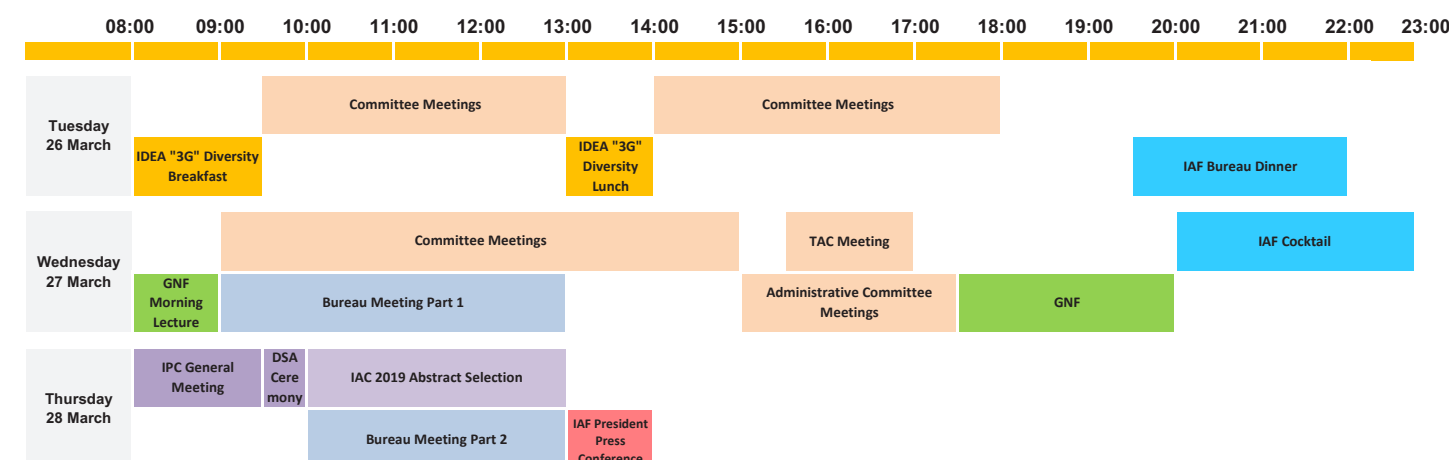 08:00 09:00 10:00 11:00 12:00 13:00 14:00 15:00 16:00 17:00 18:00 19:00 20:00 21:00 22:00 23:00
Tuesday
26 March
Committee Meetings
Committee Meetings
IDEA "3G" Diversity
Breakfast
IDEA "3G"
Diversity
Lunch
IAF Bureau Dinner
Wednesday
27 March
Committee Meetings
TAC Meeting
IAF Cocktail
GNF
Morning
Lecture
Bureau Meeting Part 1
Administrative Committee
Meetings
GNF
Thursday
28 March
IPC General
Meeting
DSA
Cere
mony
IAC 2019 Abstract Selection
Bureau Meeting Part 2
IAF President
Press
Conference